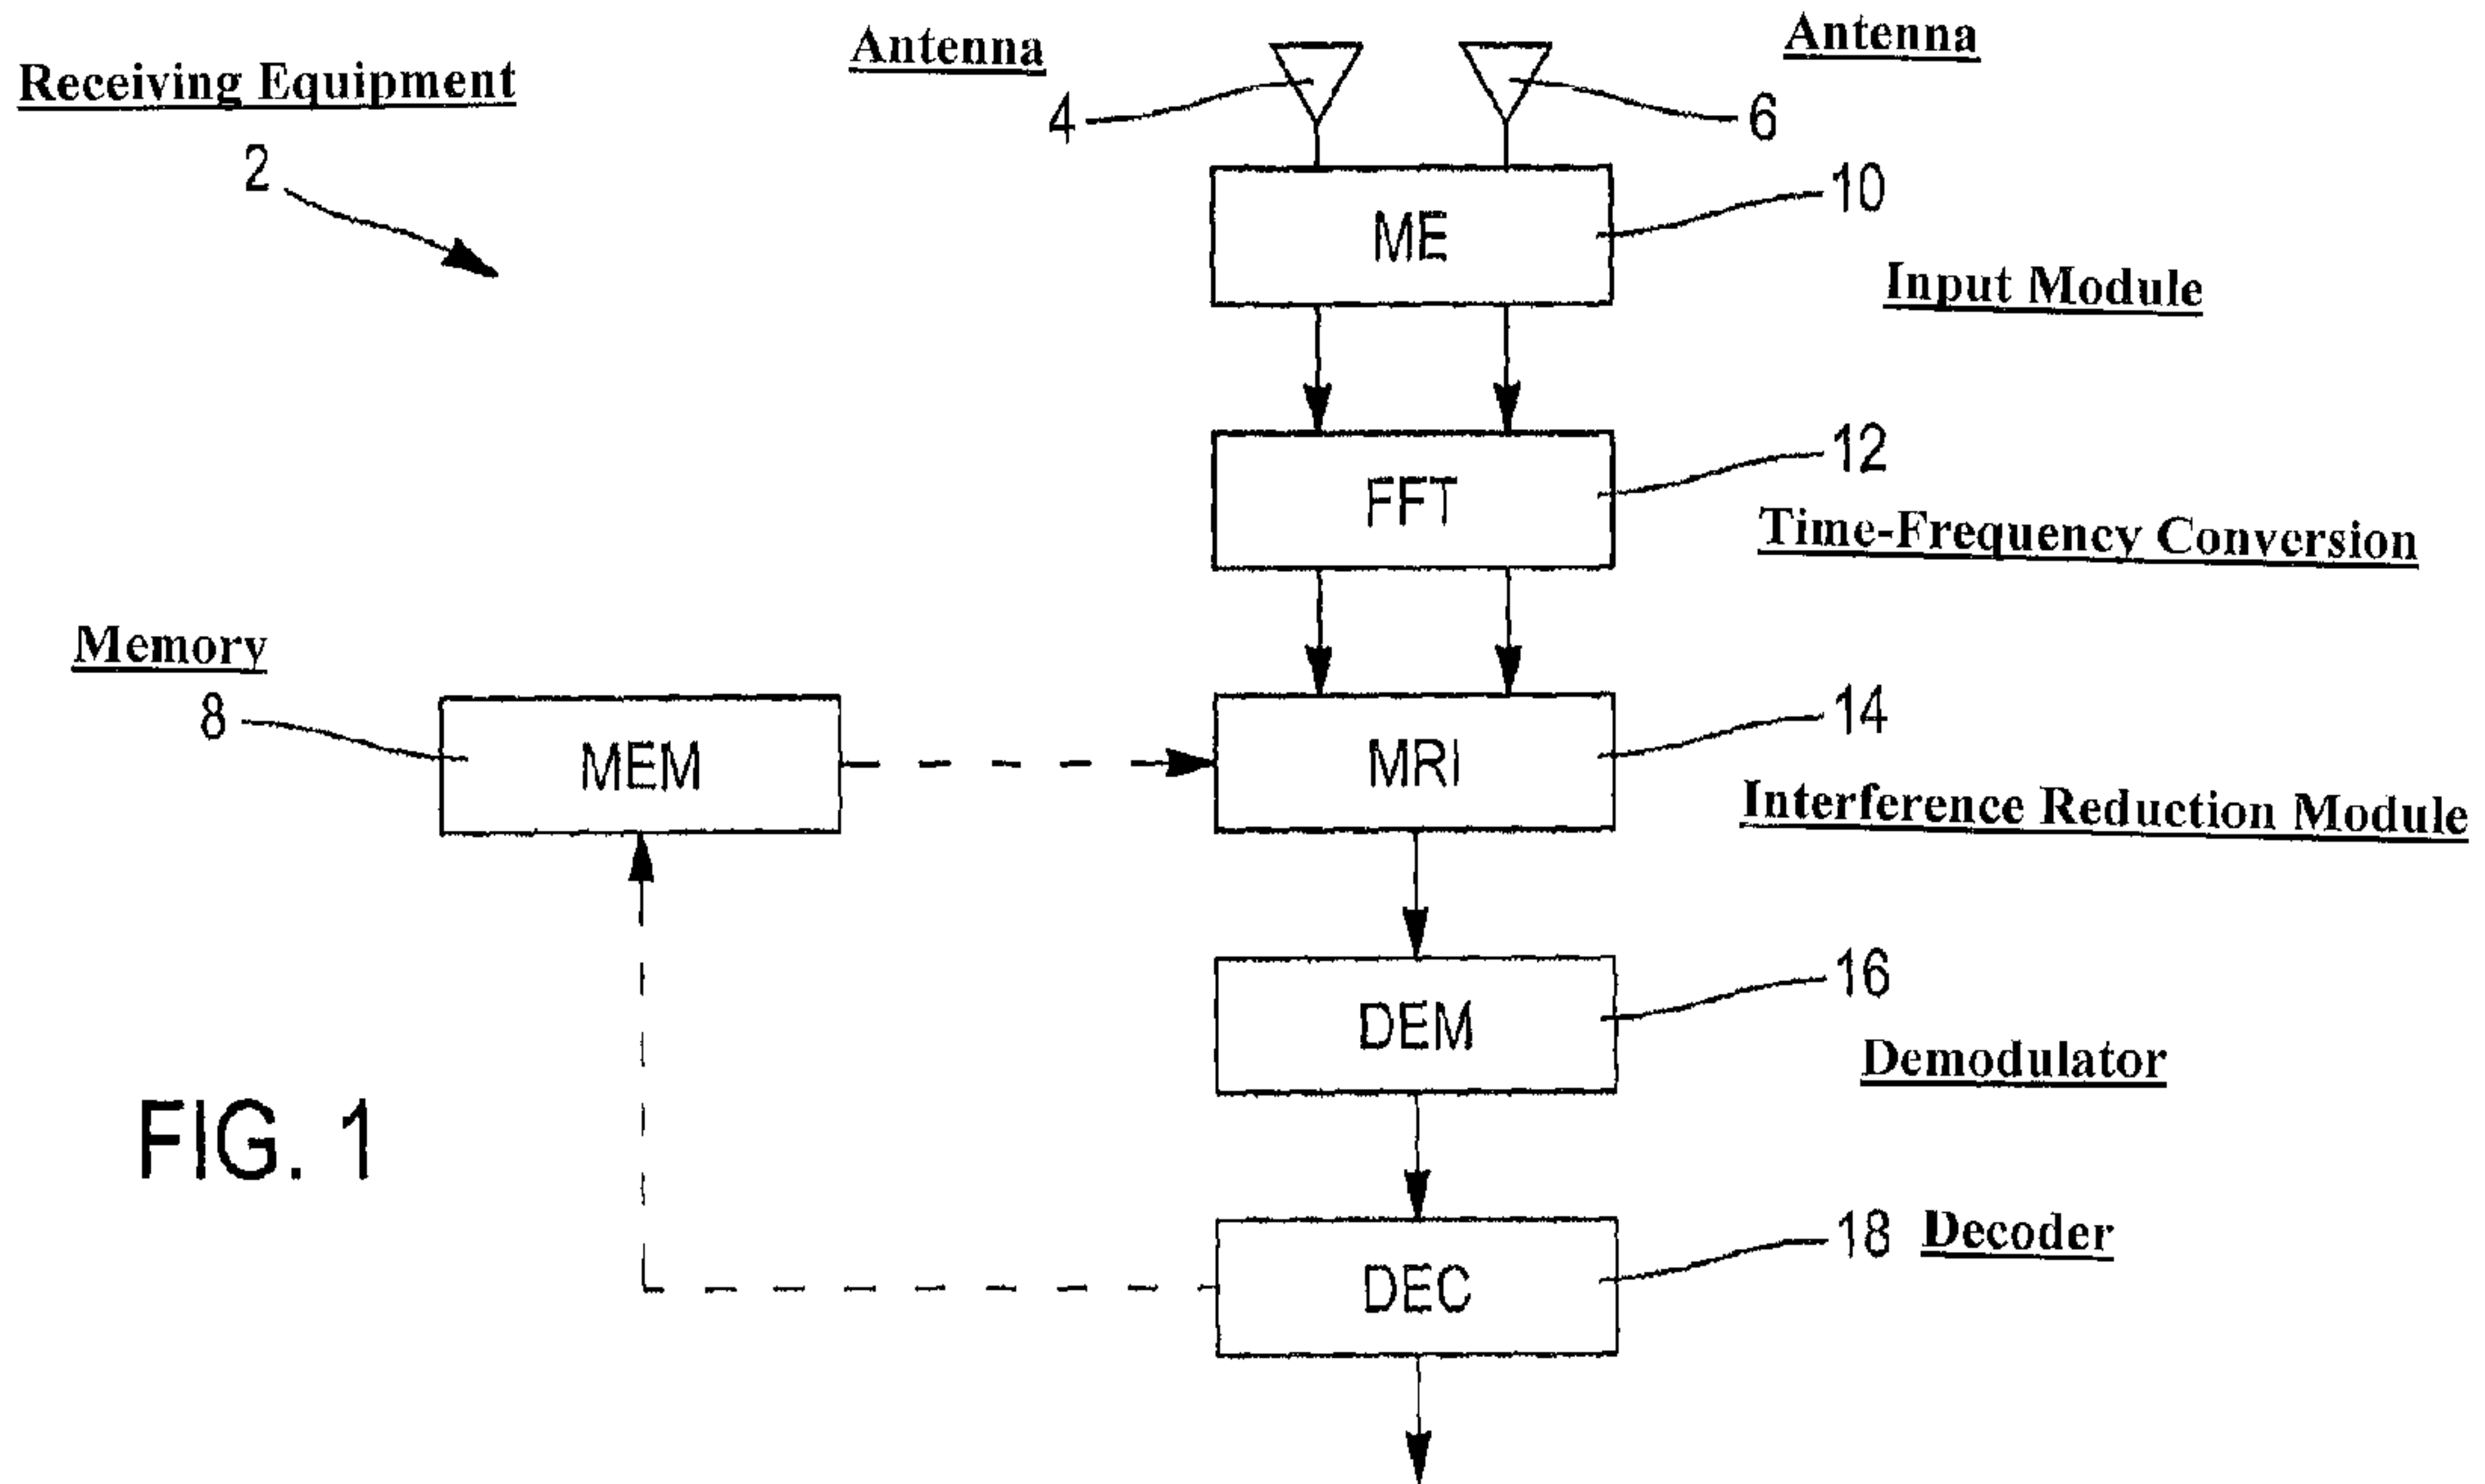 Antenna
Antenna
Receiving Equipment
4
6
2
10
ME
Input Module
12
FFT
Time-Frequency Conversion
Memory
8
14
MEM
MRI
Interference Reduction Module
16
DEM
Demodulator
FIG. 1
18 Decoder
DEC